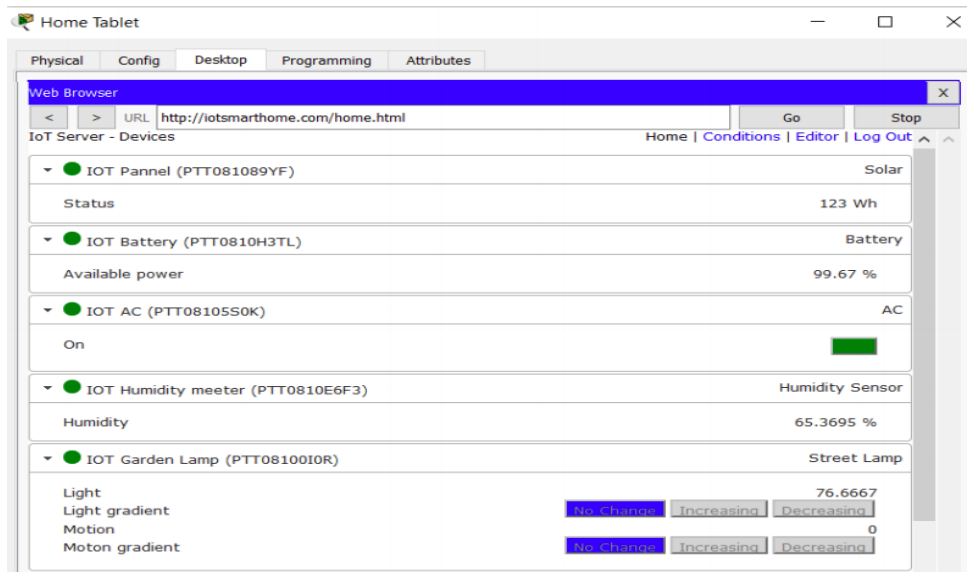 Home Tablet
Physical Config Desktop Programming Attributes
Web Browser X
< > URL http://iotsmarthome.com/home.html Go Stop
IoT Server - Devices Home | Conditions | Editor | Log Out
IOT Pannel (PTT081089YF) Solar
Status 123 Wh
IOT Battery (PTT0810H3TL) Battery
Available power 99.67 %
IOT AC (PTT08105S0K) AC
On
IOT Humidity meeter (PTT0810E6F3) Humidity Sensor
Humidity 65.3695 %
IOT Garden Lamp (PTT08100I0R) Street Lamp
Light 76.6667
Light gradient No Change Increasing Decreasing
Motion 0
Moton gradient No Change Increasing Decreasing